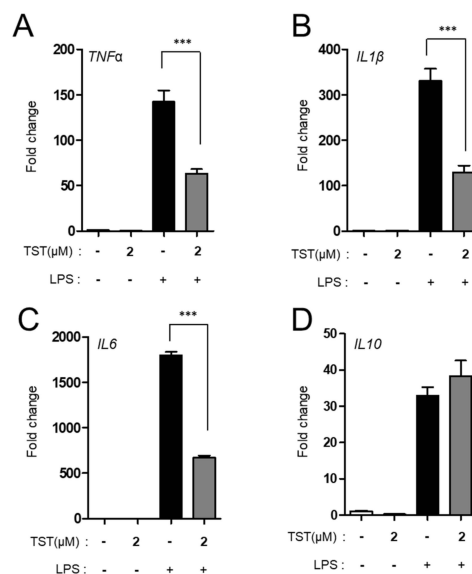 A
TNFα
***
Fold change
200
150
100
50
0
TST(μM) : - 2 - 2
LPS : - - + +
B
IL1β
***
Fold change
400
300
200
100
0
TST(μM) : - 2 - 2
LPS : - - + +
C
IL6
***
Fold change
2000
1500
1000
500
0
TST(μM) : - 2 - 2
LPS : - - + +
D
IL10
Fold change
50
40
30
20
10
0
TST(μM) : - 2 - 2
LPS : - - + +